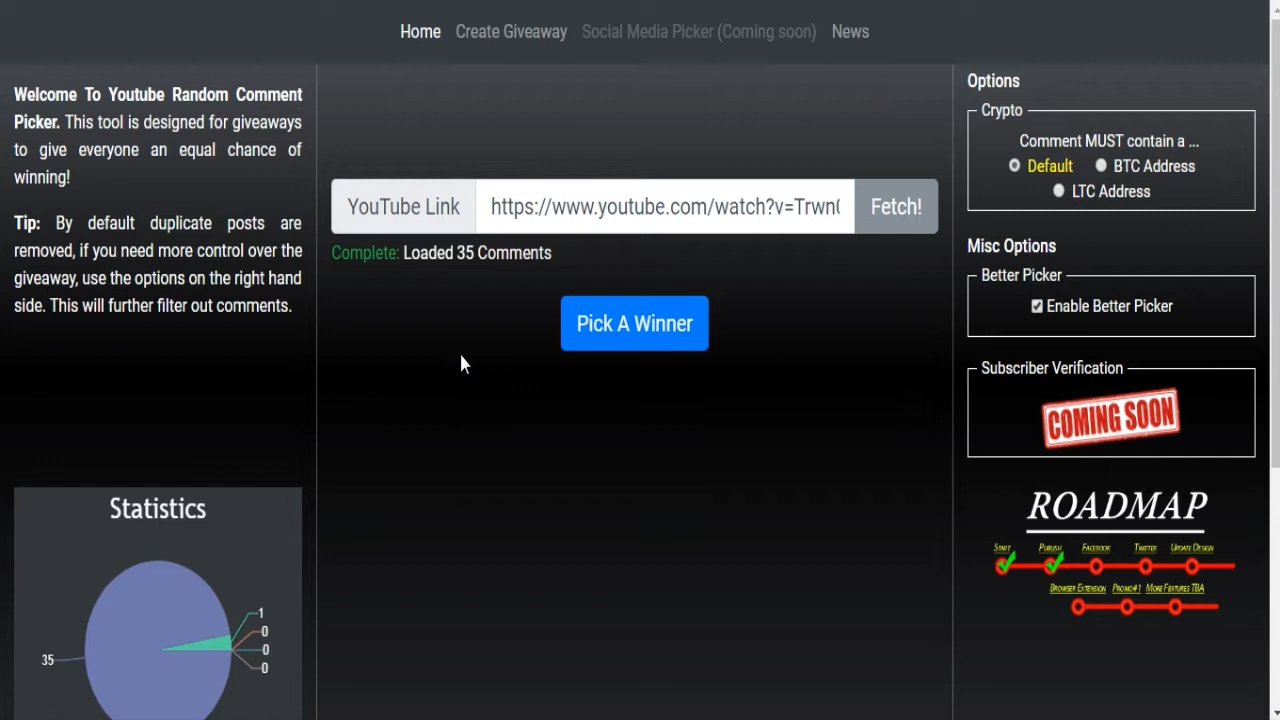 Home Create Giveaway Social Media Picker (Coming soon) News
Welcome To Youtube Random Comment
Picker. This tool is designed for giveaways
to give everyone an equal chance of
winning!
Tip: By default duplicate posts are
removed, if you need more control over the
giveaway, use the options on the right hand
side. This will further filter out comments.
Statistics
1
0
0
0
35
YouTube Link https://www.youtube.com/watch?v=Trwn Fetch!
Complete: Loaded 35 Comments
Pick A Winner
Options
Crypto
Comment MUST contain a ...
Default BTC Address
LTC Address
Misc Options
Better Picker
Enable Better Picker
Subscriber Verification
COMING SOON
ROADMAP
START PUBLISH FACEBOOK TWITTER UPDATE DESIGN
BROWSER EXTENSION PROMO#1 MORE FEATURES TBA